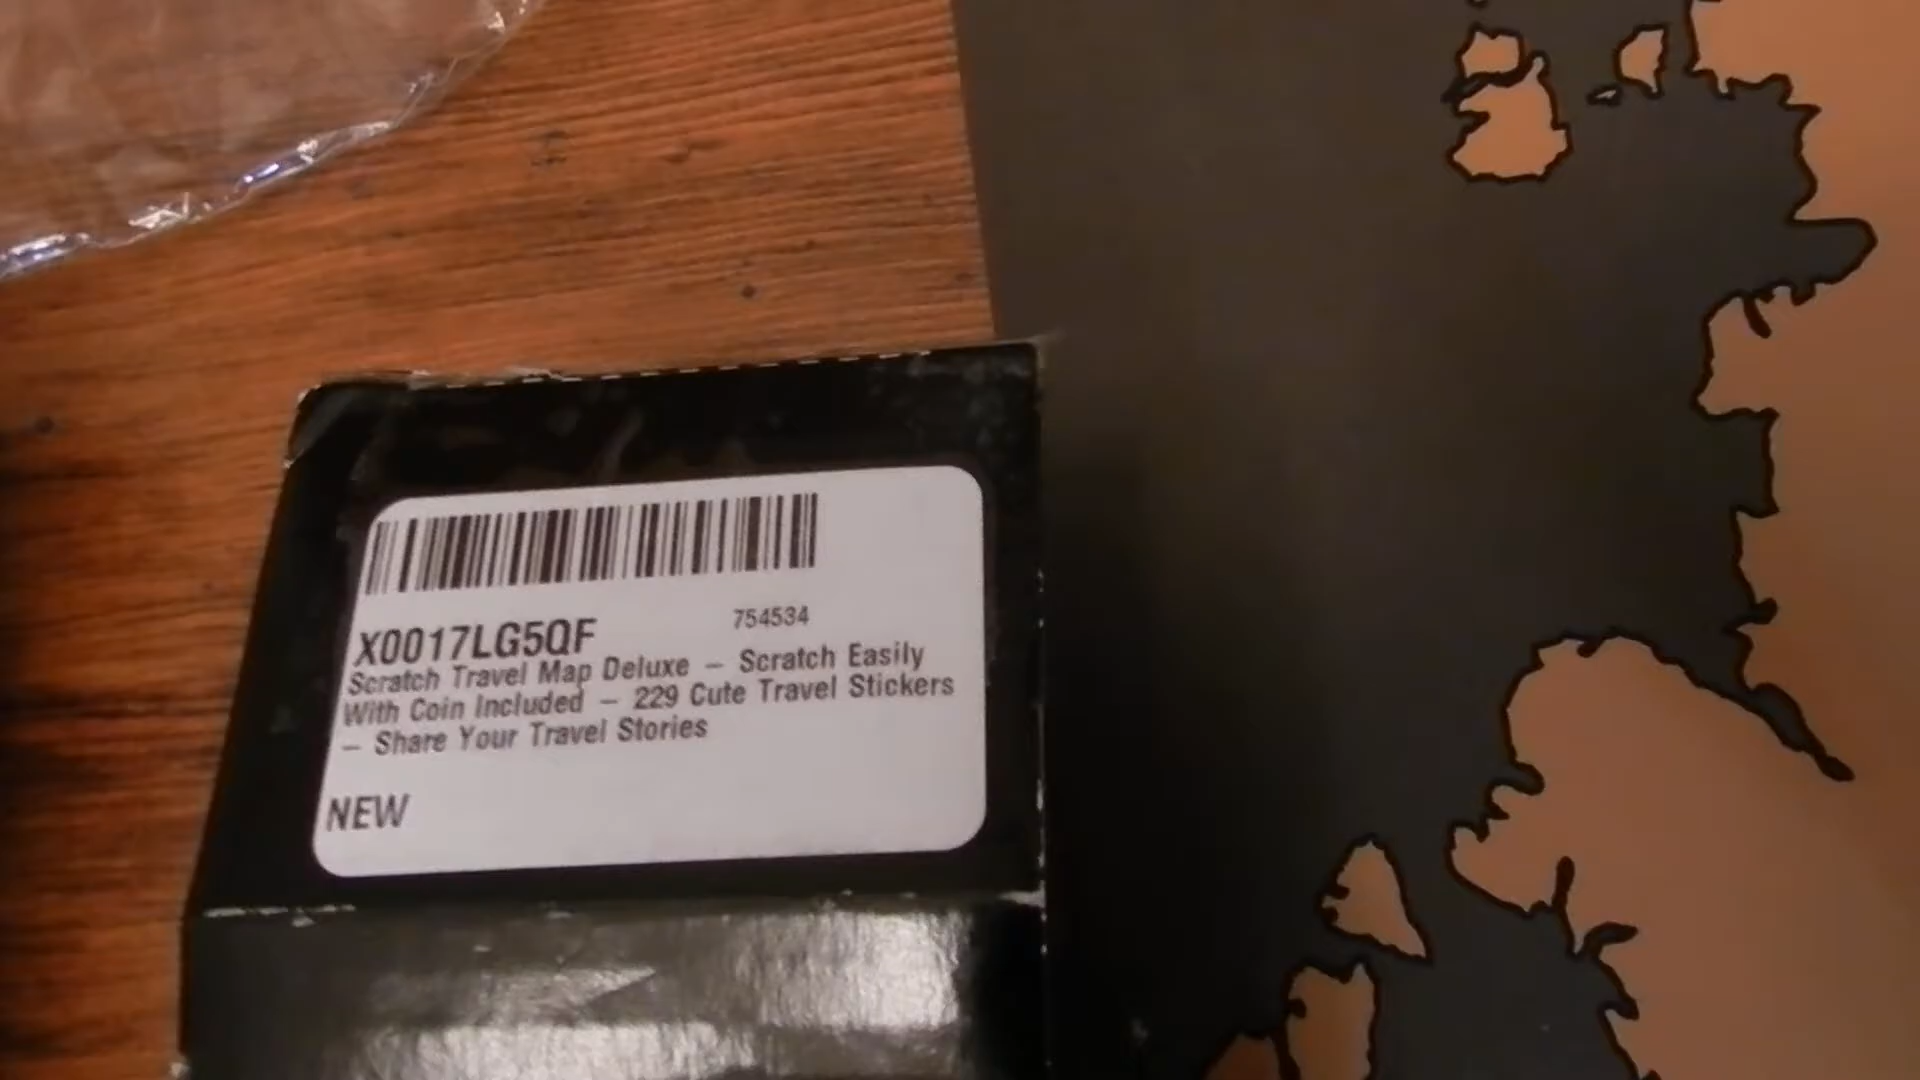 X0017LG5QF 754534
Scratch Travel Map Deluxe – Scratch Easily
With Coin Included – 229 Cute Travel Stickers
– Share Your Travel Stories
NEW